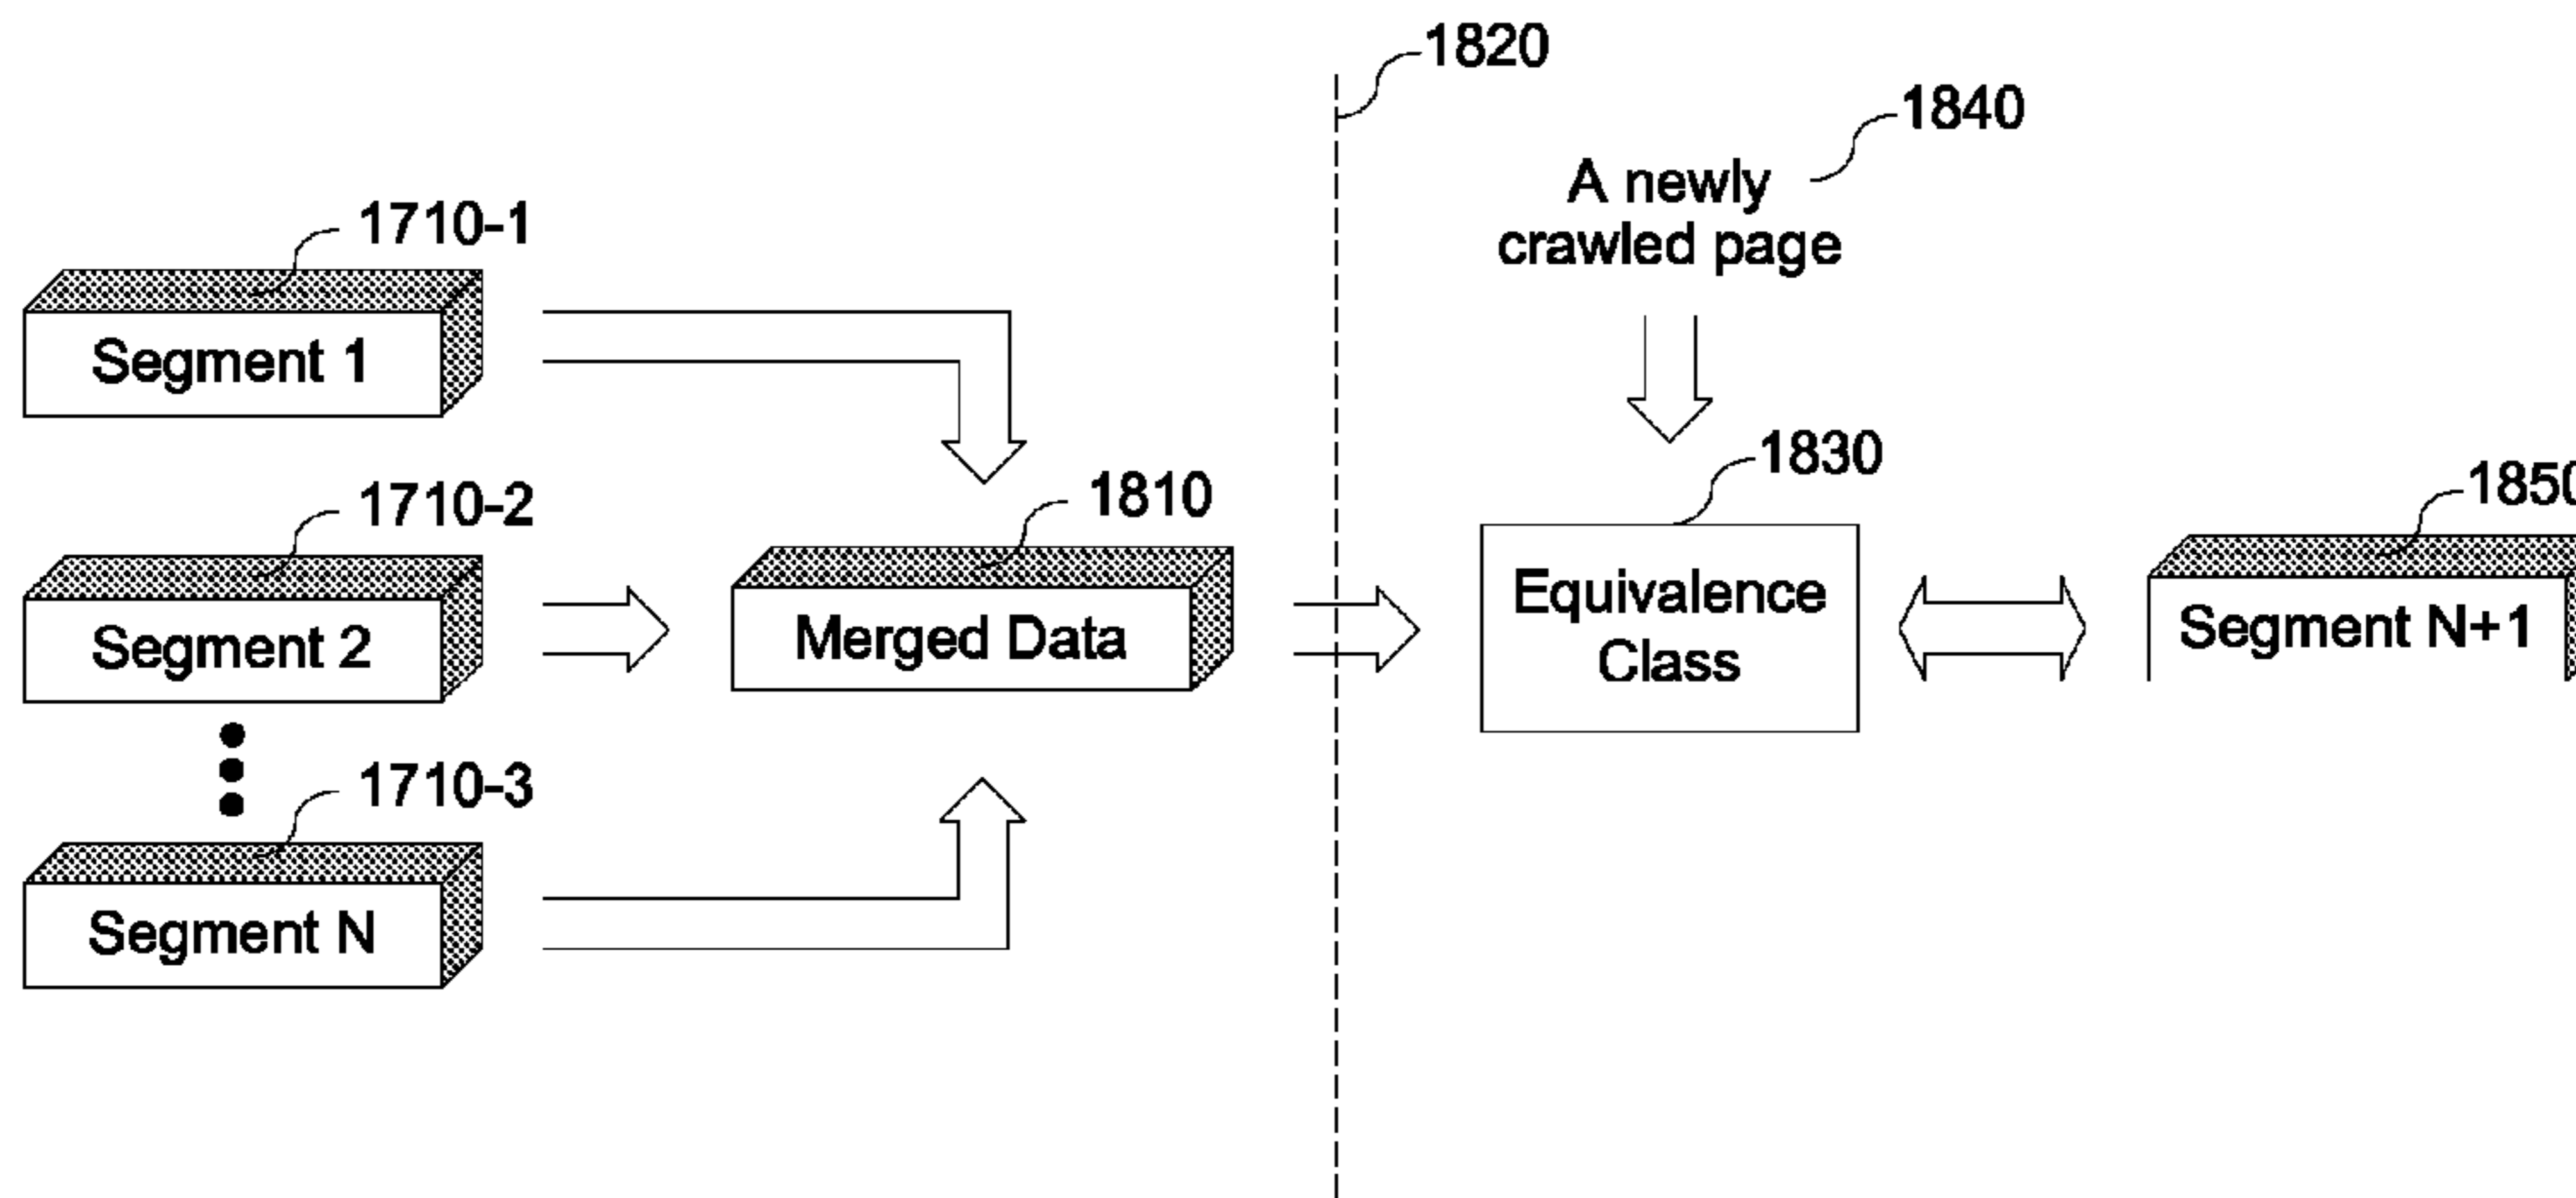 1820
1840
A newly
crawled page
1710-1
Segment 1
1830
1850
1710-2
1810
Segment 2
Merged Data
Equivalence
Class
Segment N+1
1710-3
Segment N